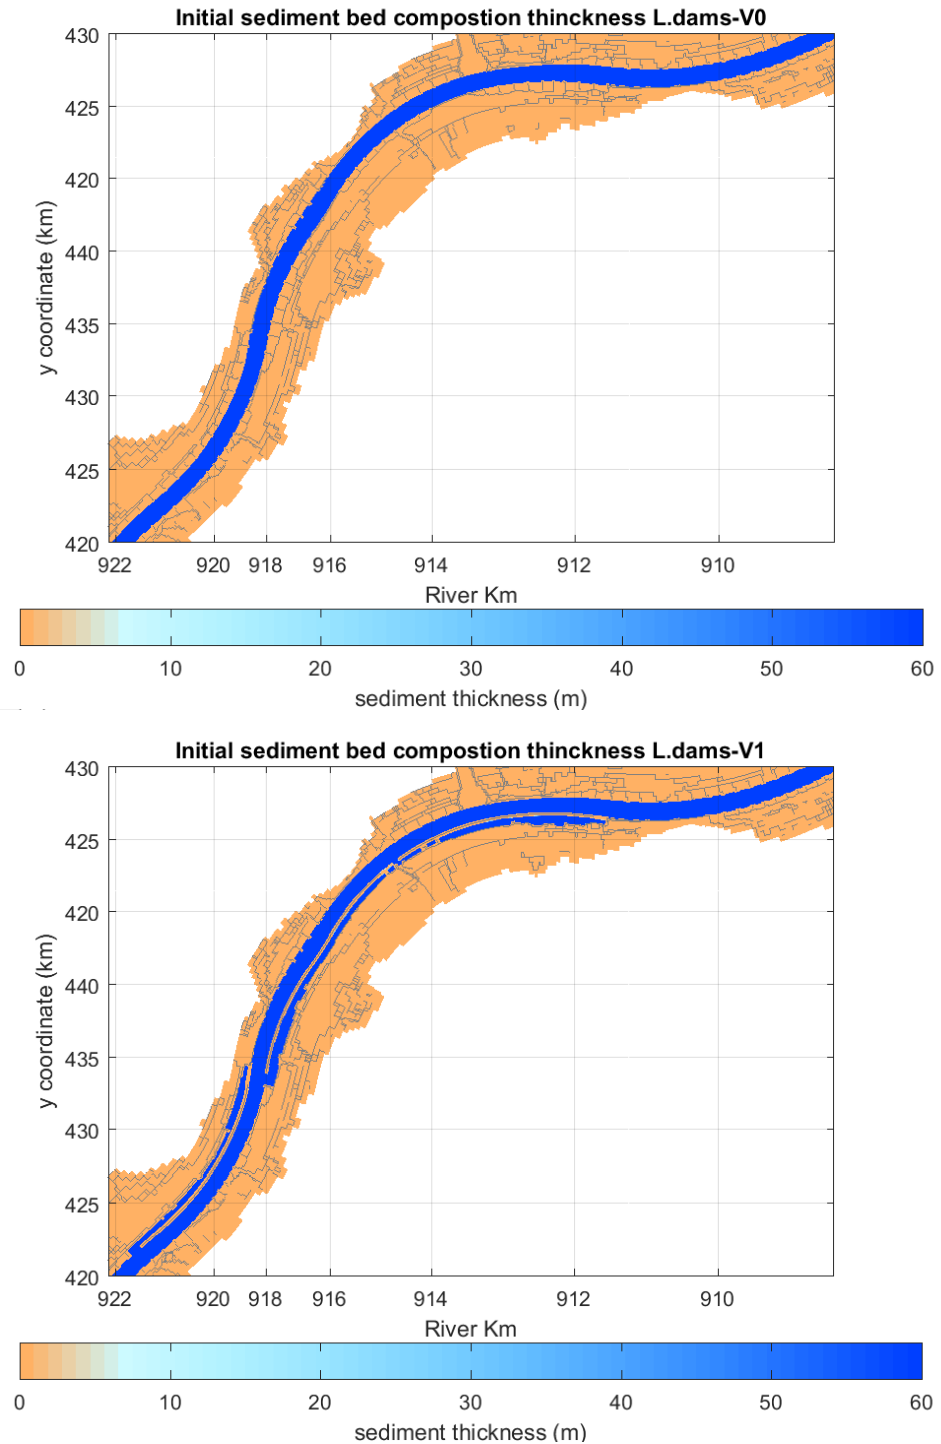 Initial sediment bed compostion thinckness L.dams-V0
430
425
420
440
435
430
425
420
y coordinate (km)
922 920 918 916 914 912 910
River Km
0 10 20 30 40 50 60
sediment thickness (m)
Initial sediment bed compostion thinckness L.dams-V1
430
425
420
440
435
430
425
420
y coordinate (km)
922 920 918 916 914 912 910
River Km
0 10 20 30 40 50 60
sediment thickness (m)